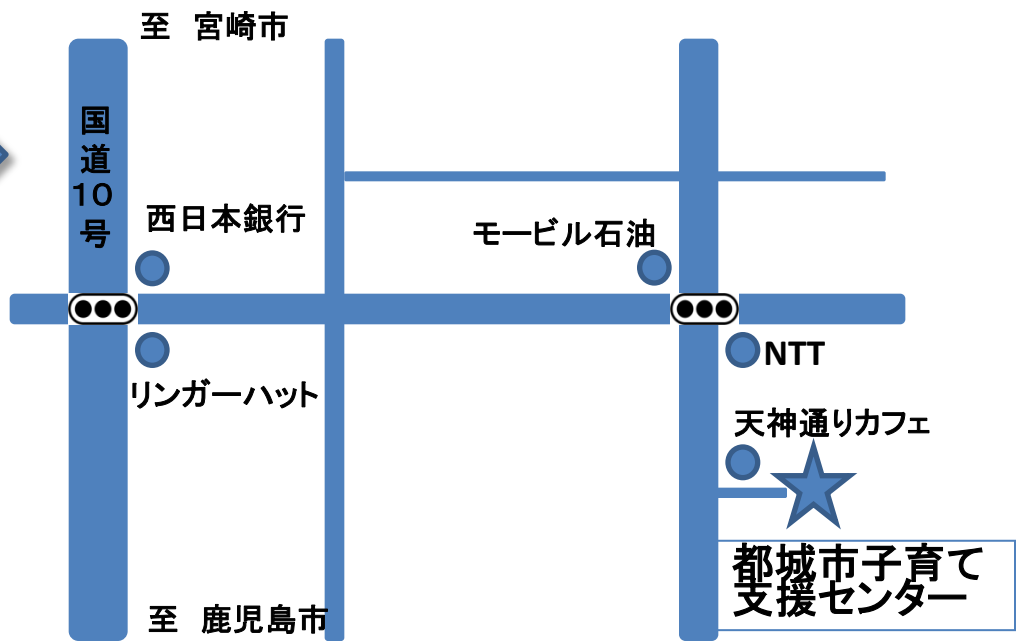 至　宮崎市
国道１０号
西日本銀行
モービル石油
リンガーハット
NTT
天神通りカフェ
都城市子育て
支援センター
至　鹿児島市